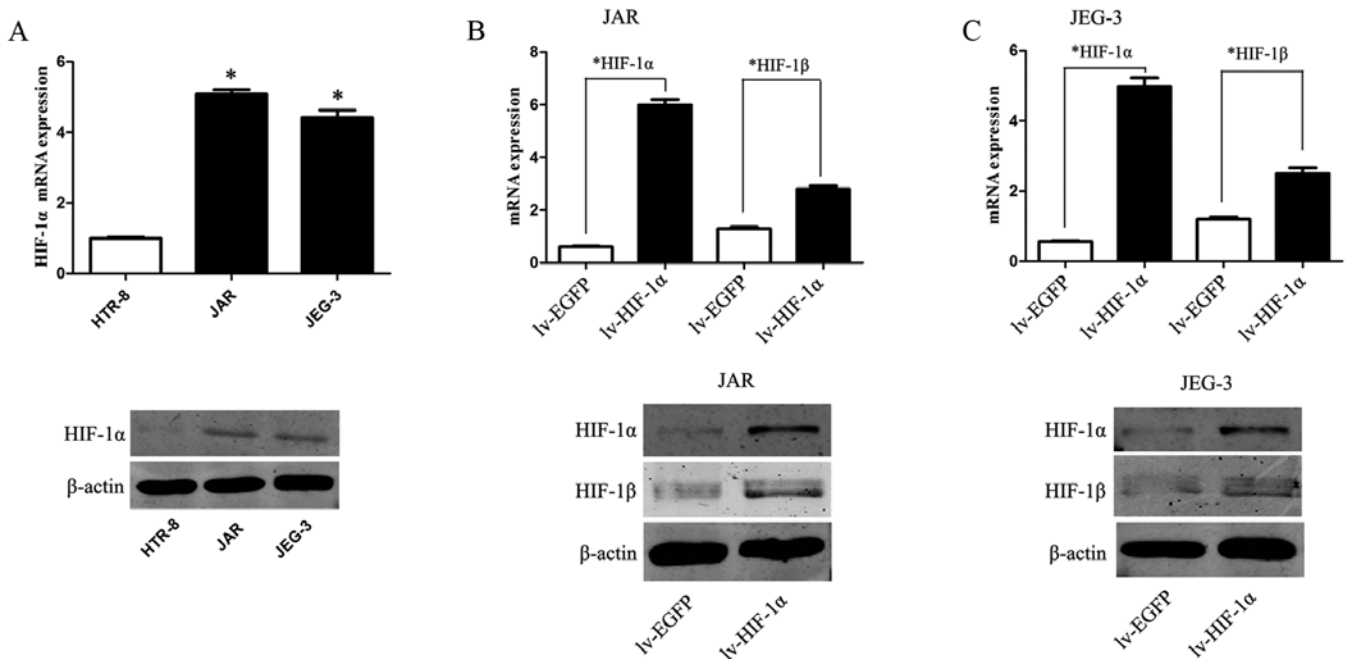 A
HIF-1α mRNA expression
6
4
2
0
*
*
HTR-8
JAR
JEG-3
HIF-1α
β-actin
HTR-8
JAR
JEG-3
B
JAR
mRNA expression
8
6
4
2
0
*HIF-1α
*HIF-1β
lv-EGFP
lv-HIF-1α
lv-EGFP
lv-HIF-1α
JAR
HIF-1α
HIF-1β
β-actin
lv-EGFP
lv-HIF-1α
C
JEG-3
mRNA expression
6
4
2
0
*HIF-1α
*HIF-1β
lv-EGFP
lv-HIF-1α
lv-EGFP
lv-HIF-1α
JEG-3
HIF-1α
HIF-1β
β-actin
lv-EGFP
lv-HIF-1α